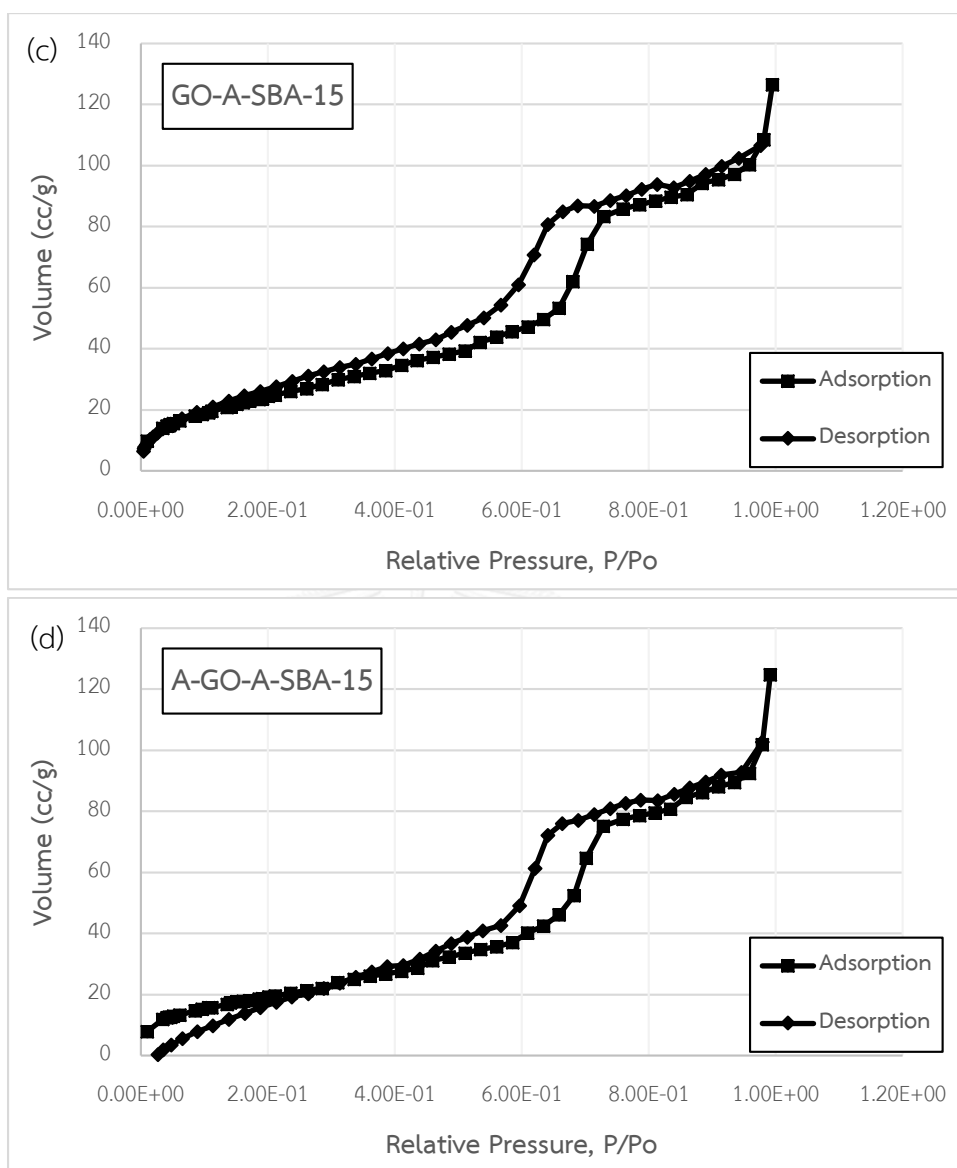 (c)
GO-A-SBA-15
Volume (cc/g)
140
120
100
80
60
40
20
0
Adsorption
Desorption
0.00E+00 2.00E-01 4.00E-01 6.00E-01 8.00E-01 1.00E+00 1.20E+00
Relative Pressure, P/Po
(d)
A-GO-A-SBA-15
Volume (cc/g)
140
120
100
80
60
40
20
0
Adsorption
Desorption
0.00E+00 2.00E-01 4.00E-01 6.00E-01 8.00E-01 1.00E+00 1.20E+00
Relative Pressure, P/Po